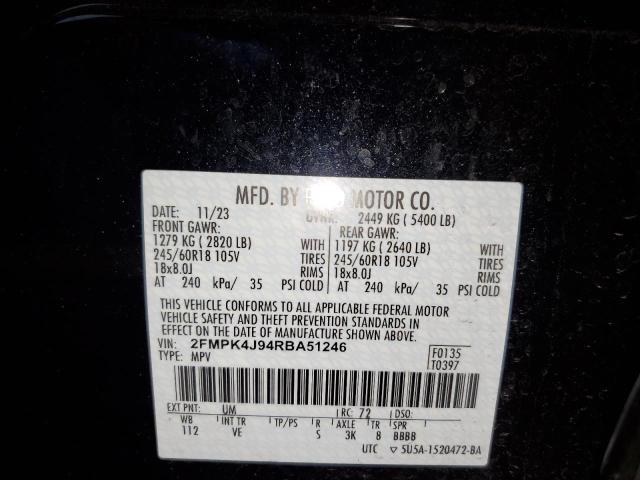 MFD. BY MOTOR CO.
DATE: 11/23 GVWR: 2449 KG ( 5400 LB)
FRONT GAWR: REAR GAWR:
1279 KG ( 2820 LB) WITH 1197 KG ( 2640 LB) WITH
245/60R18 105V TIRES 245/60R18 105V TIRES
18x8.0J RIMS 18x8.0J RIMS
AT 240 kPa/ 35 PSI COLD AT 240 kPa/ 35 PSI COLD
THIS VEHICLE CONFORMS TO ALL APPLICABLE FEDERAL MOTOR
VEHICLE SAFETY AND THEFT PREVENTION STANDARDS IN
EFFECT ON THE DATE OF MANUFACTURE SHOWN ABOVE.
VIN: 2FMPK4J94RBA51246 F0135
TYPE: MPV T0397
EXT PNT: UM RC: 72 DSO:
WB INT TR TP/PS R AXLE TR SPR
112 VE S 3K 8 BBBB
UTC ▽ 5U5A-1520472-BA